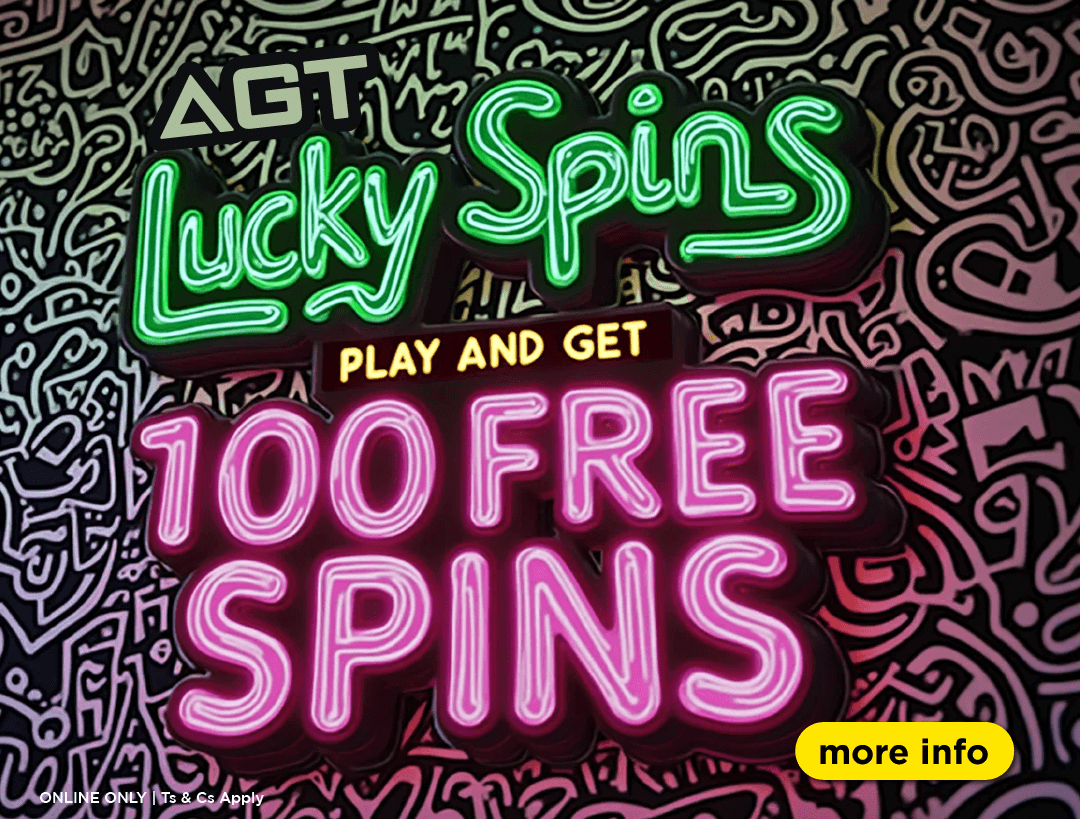 AGT
Lucky Spins
PLAY AND GET
100 FREE
SPINS
more info
ONLINE ONLY | Ts & Cs Apply